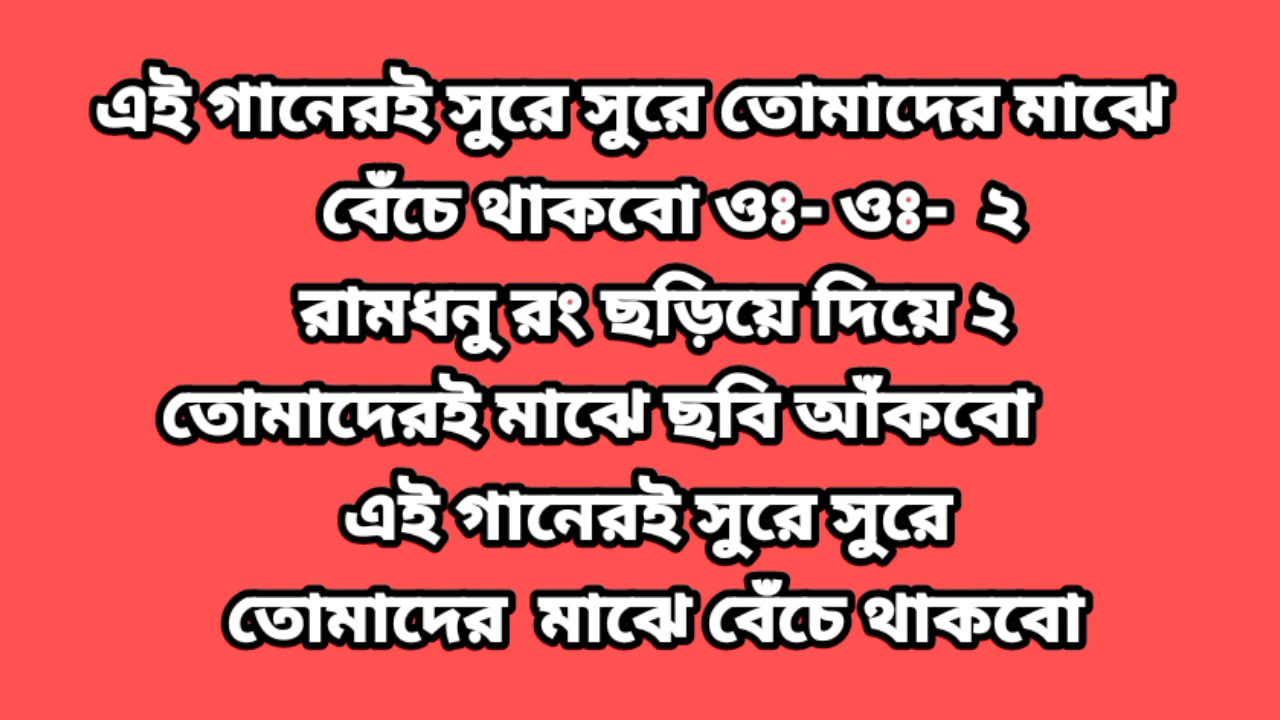 এই গানেরই সুরে সুরে তোমাদের মাঝে
বেঁচে থাকবো ওঃ- ওঃ- ২
রামধনু রং ছড়িয়ে দিয়ে ২
তোমাদেরই মাঝে ছবি আঁকবো
এই গানেরই সুরে সুরে
তোমাদের মাঝে বেঁচে থাকবো